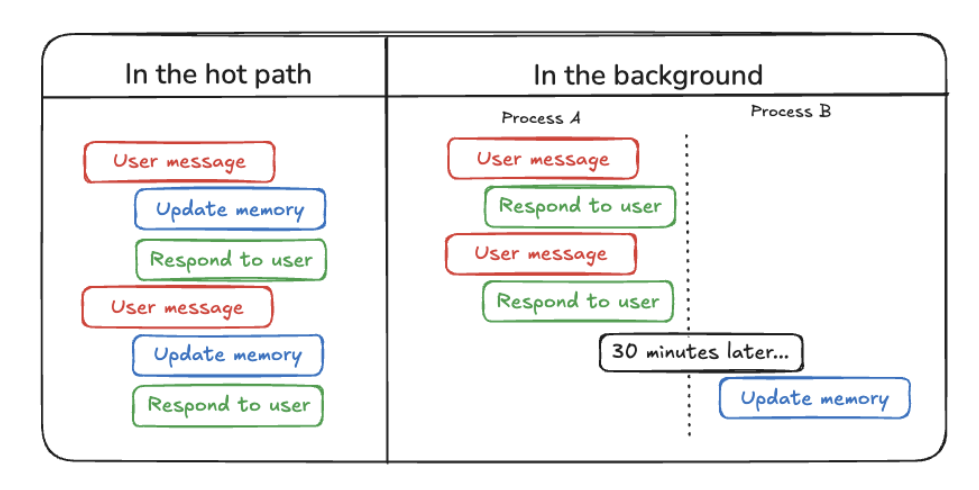 In the hot path
User message
Update memory
Respond to user
User message
Update memory
Respond to user
In the background
Process A
Process B
User message
Respond to user
User message
Respond to user
30 minutes later...
Update memory